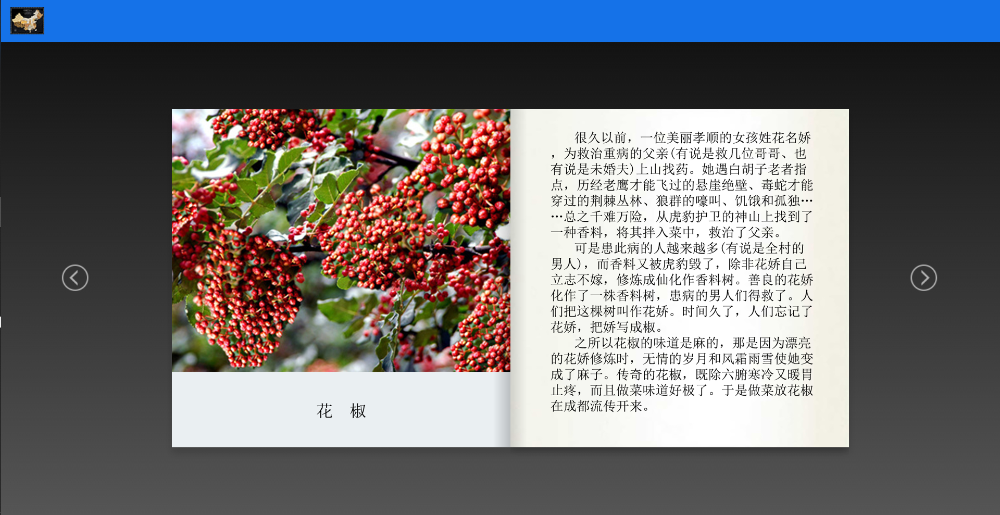 花 椒
很久以前，一位美丽孝顺的女孩姓花名娇
，为救治重病的父亲(有说是救几位哥哥、也
有说是未婚夫)上山找药。她遇白胡子老者指
点，历经老鹰才能飞过的悬崖绝壁、毒蛇才能
穿过的荆棘丛林、狼群的嚎叫、饥饿和孤独…
…总之千难万险，从虎豹护卫的神山上找到了
一种香料，将其拌入菜中，救治了父亲。
可是患此病的人越来越多(有说是全村的
男人)，而香料又被虎豹毁了，除非花娇自己
立志不嫁，修炼成仙化作香料树。善良的花娇
化作了一株香料树，患病的男人们得救了。人
们把这棵树叫作花娇。时间久了，人们忘记了
花娇，把娇写成椒。
之所以花椒的味道是麻的，那是因为漂亮
的花娇修炼时，无情的岁月和风霜雨雪使她变
成了麻子。传奇的花椒，既除六腑寒冷又暖胃
止疼，而且做菜味道好极了。于是做菜放花椒
在成都流传开来。